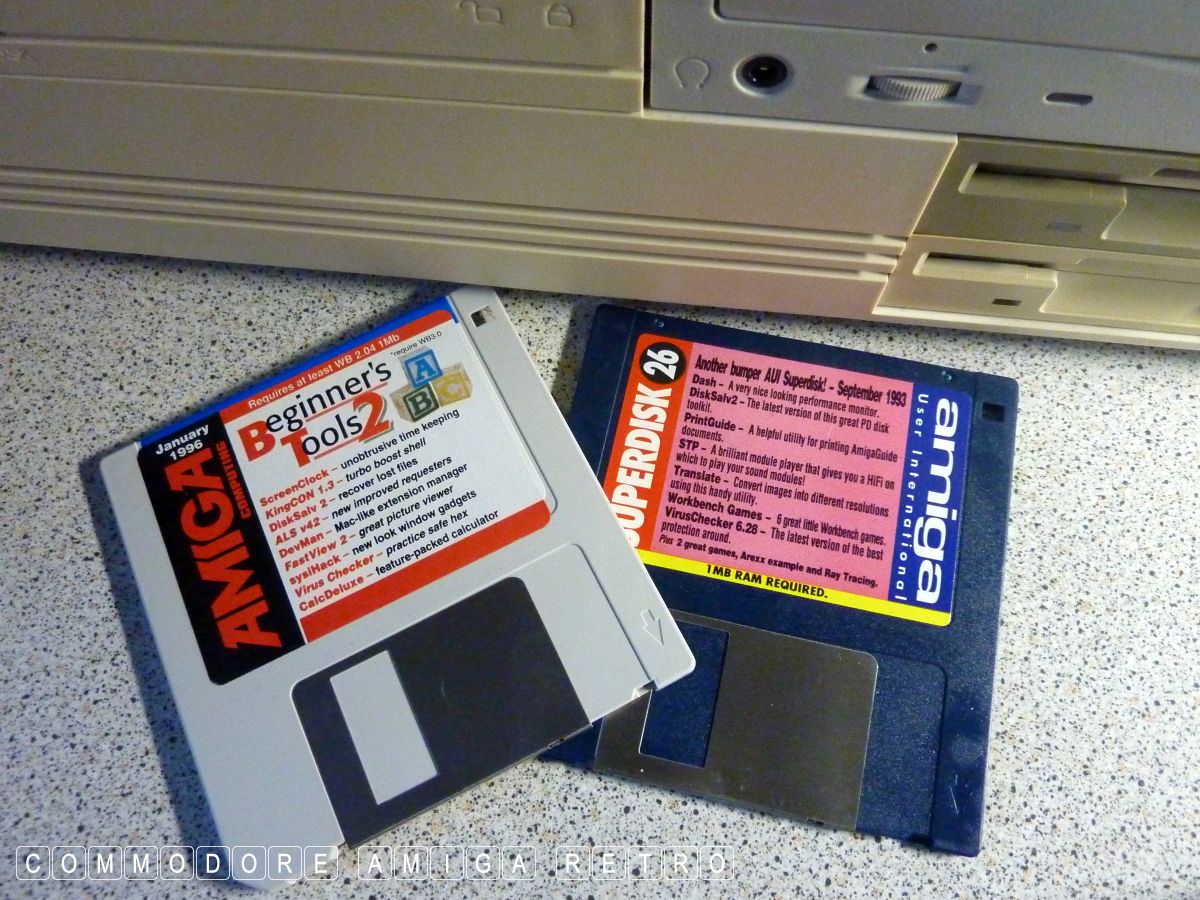 January
1996
AMIGA
COMPUTING
Requires at least WB 2.04 1Mb
*require WB3.0
Beginner's
Tools 2
A
B
C
ScreenClock – unobtrusive time keeping
KingCON 1.3 – turbo boost shell
DiskSalv 2 – recover lost files
ALS v42 – new improved requesters
DevMan – Mac-like extension manager
FastView 2 – great picture viewer
sysiHack – new look window gadgets
Virus Checker – practice safe hex
CalcDeluxe – feature-packed calculator
SUPERDISK 26
Another bumper AUI Superdisk! - September 1993
Dash – A very nice looking performance monitor.
DiskSalv2 – The latest version of this great PD disk
toolkit.
PrintGuide – A helpful utility for printing AmigaGuide
documents.
STP – A brilliant module player that gives you a HiFi on
which to play your sound modules!
Translate – Convert images into different resolutions
using this handy utility.
Workbench Games – 6 great little Workbench games.
VirusChecker 6.28 – The latest version of the best
protection around.
Plus 2 great games, Arexx example and Ray Tracing.
1MB RAM REQUIRED.
amiga
User International
COMMODORE AMIGA RETRO